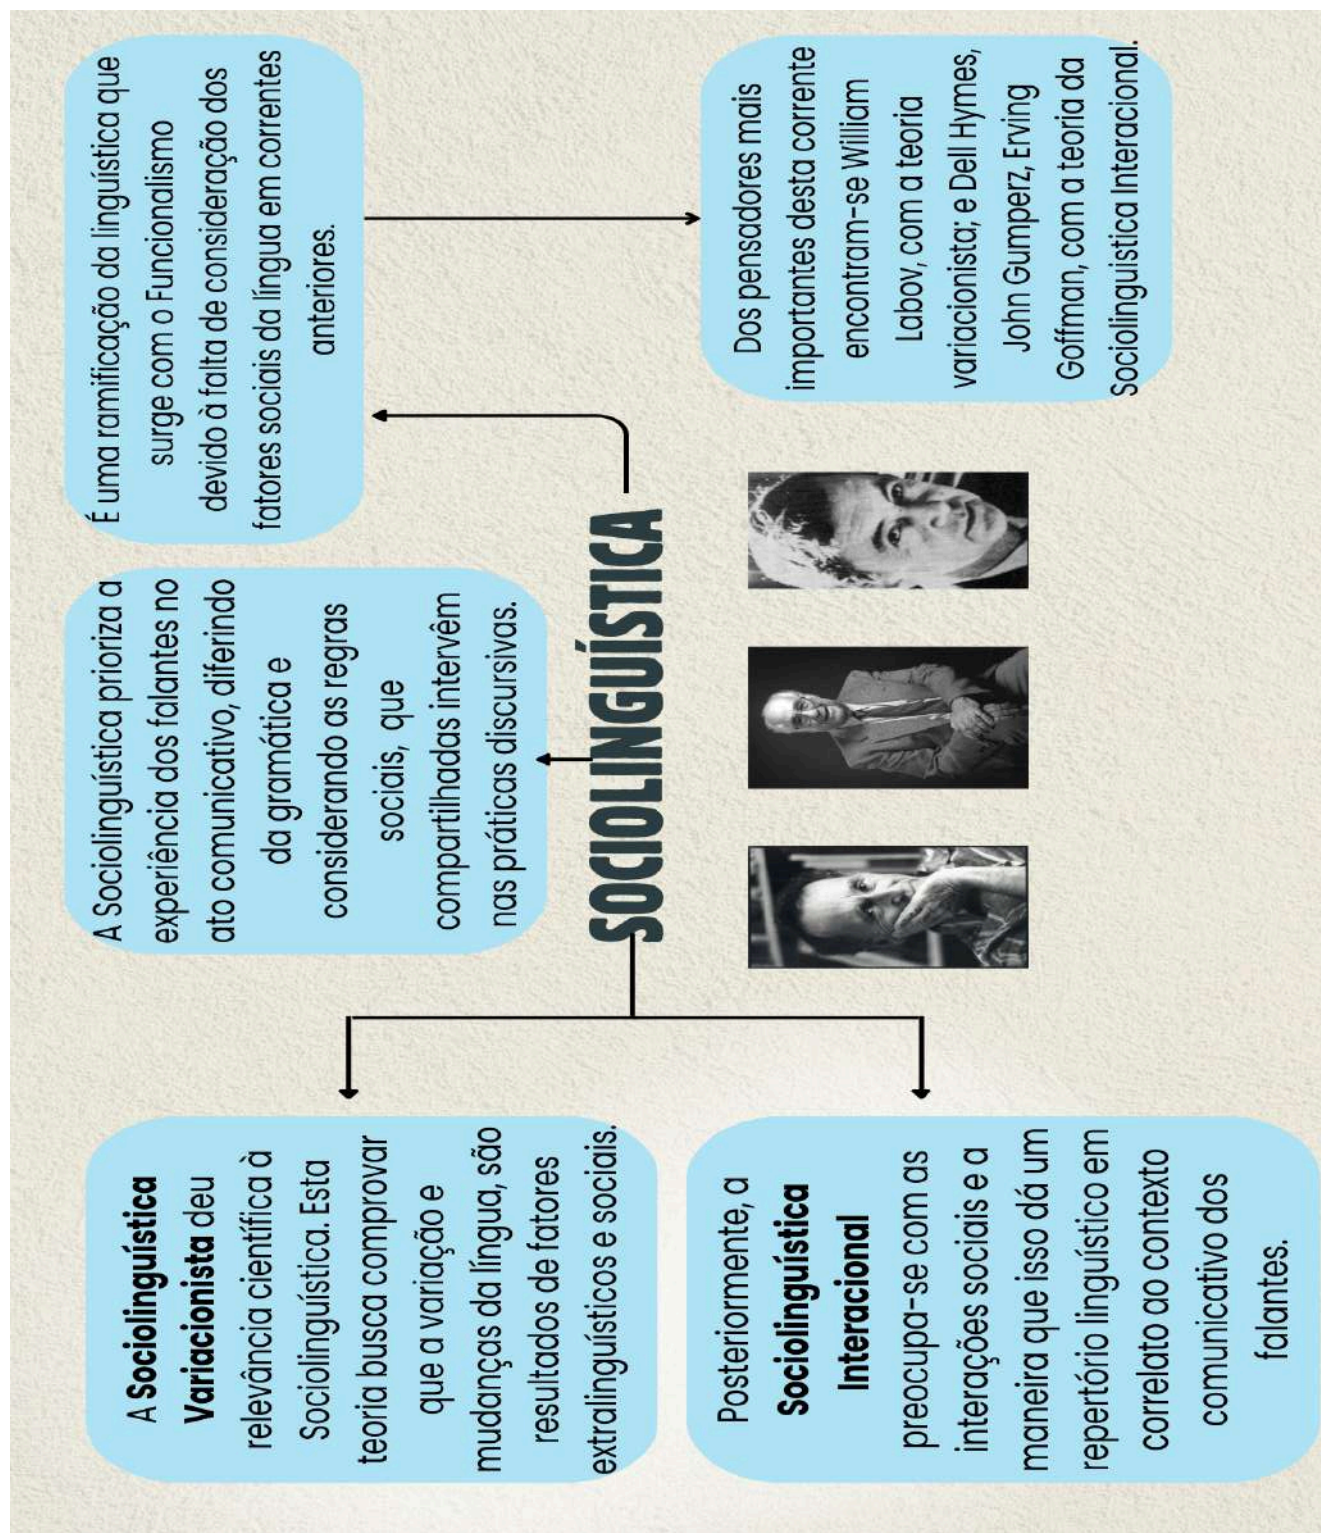 SOCIOLINGUÍSTICA
A Sociolinguística
Variacionista deu
relevância científica à
Sociolinguística. Esta
teoria busca comprovar
que a variação e
mudanças da língua, são
resultados de fatores
extralinguísticos e sociais.
A Sociolinguística prioriza a
experiência dos falantes no
ato comunicativo, diferindo
da gramática e
considerando as regras
sociais, que
compartilhadas intervêm
nas práticas discursivas.
É uma ramificação da linguística que
surge com o Funcionalismo
devido à falta de consideração dos
fatores sociais da língua em correntes
anteriores.
Posteriormente, a
Sociolinguística
Interacional
preocupa-se com as
interações sociais e a
maneira que isso dá um
repertório linguístico em
correlato ao contexto
comunicativo dos
falantes.
Dos pensadores mais
importantes desta corrente
encontram-se William
Labov, com a teoria
variacionista; e Dell Hymes,
John Gumperz, Erving
Goffman, com a teoria da
Sociolinguistica Interacional.